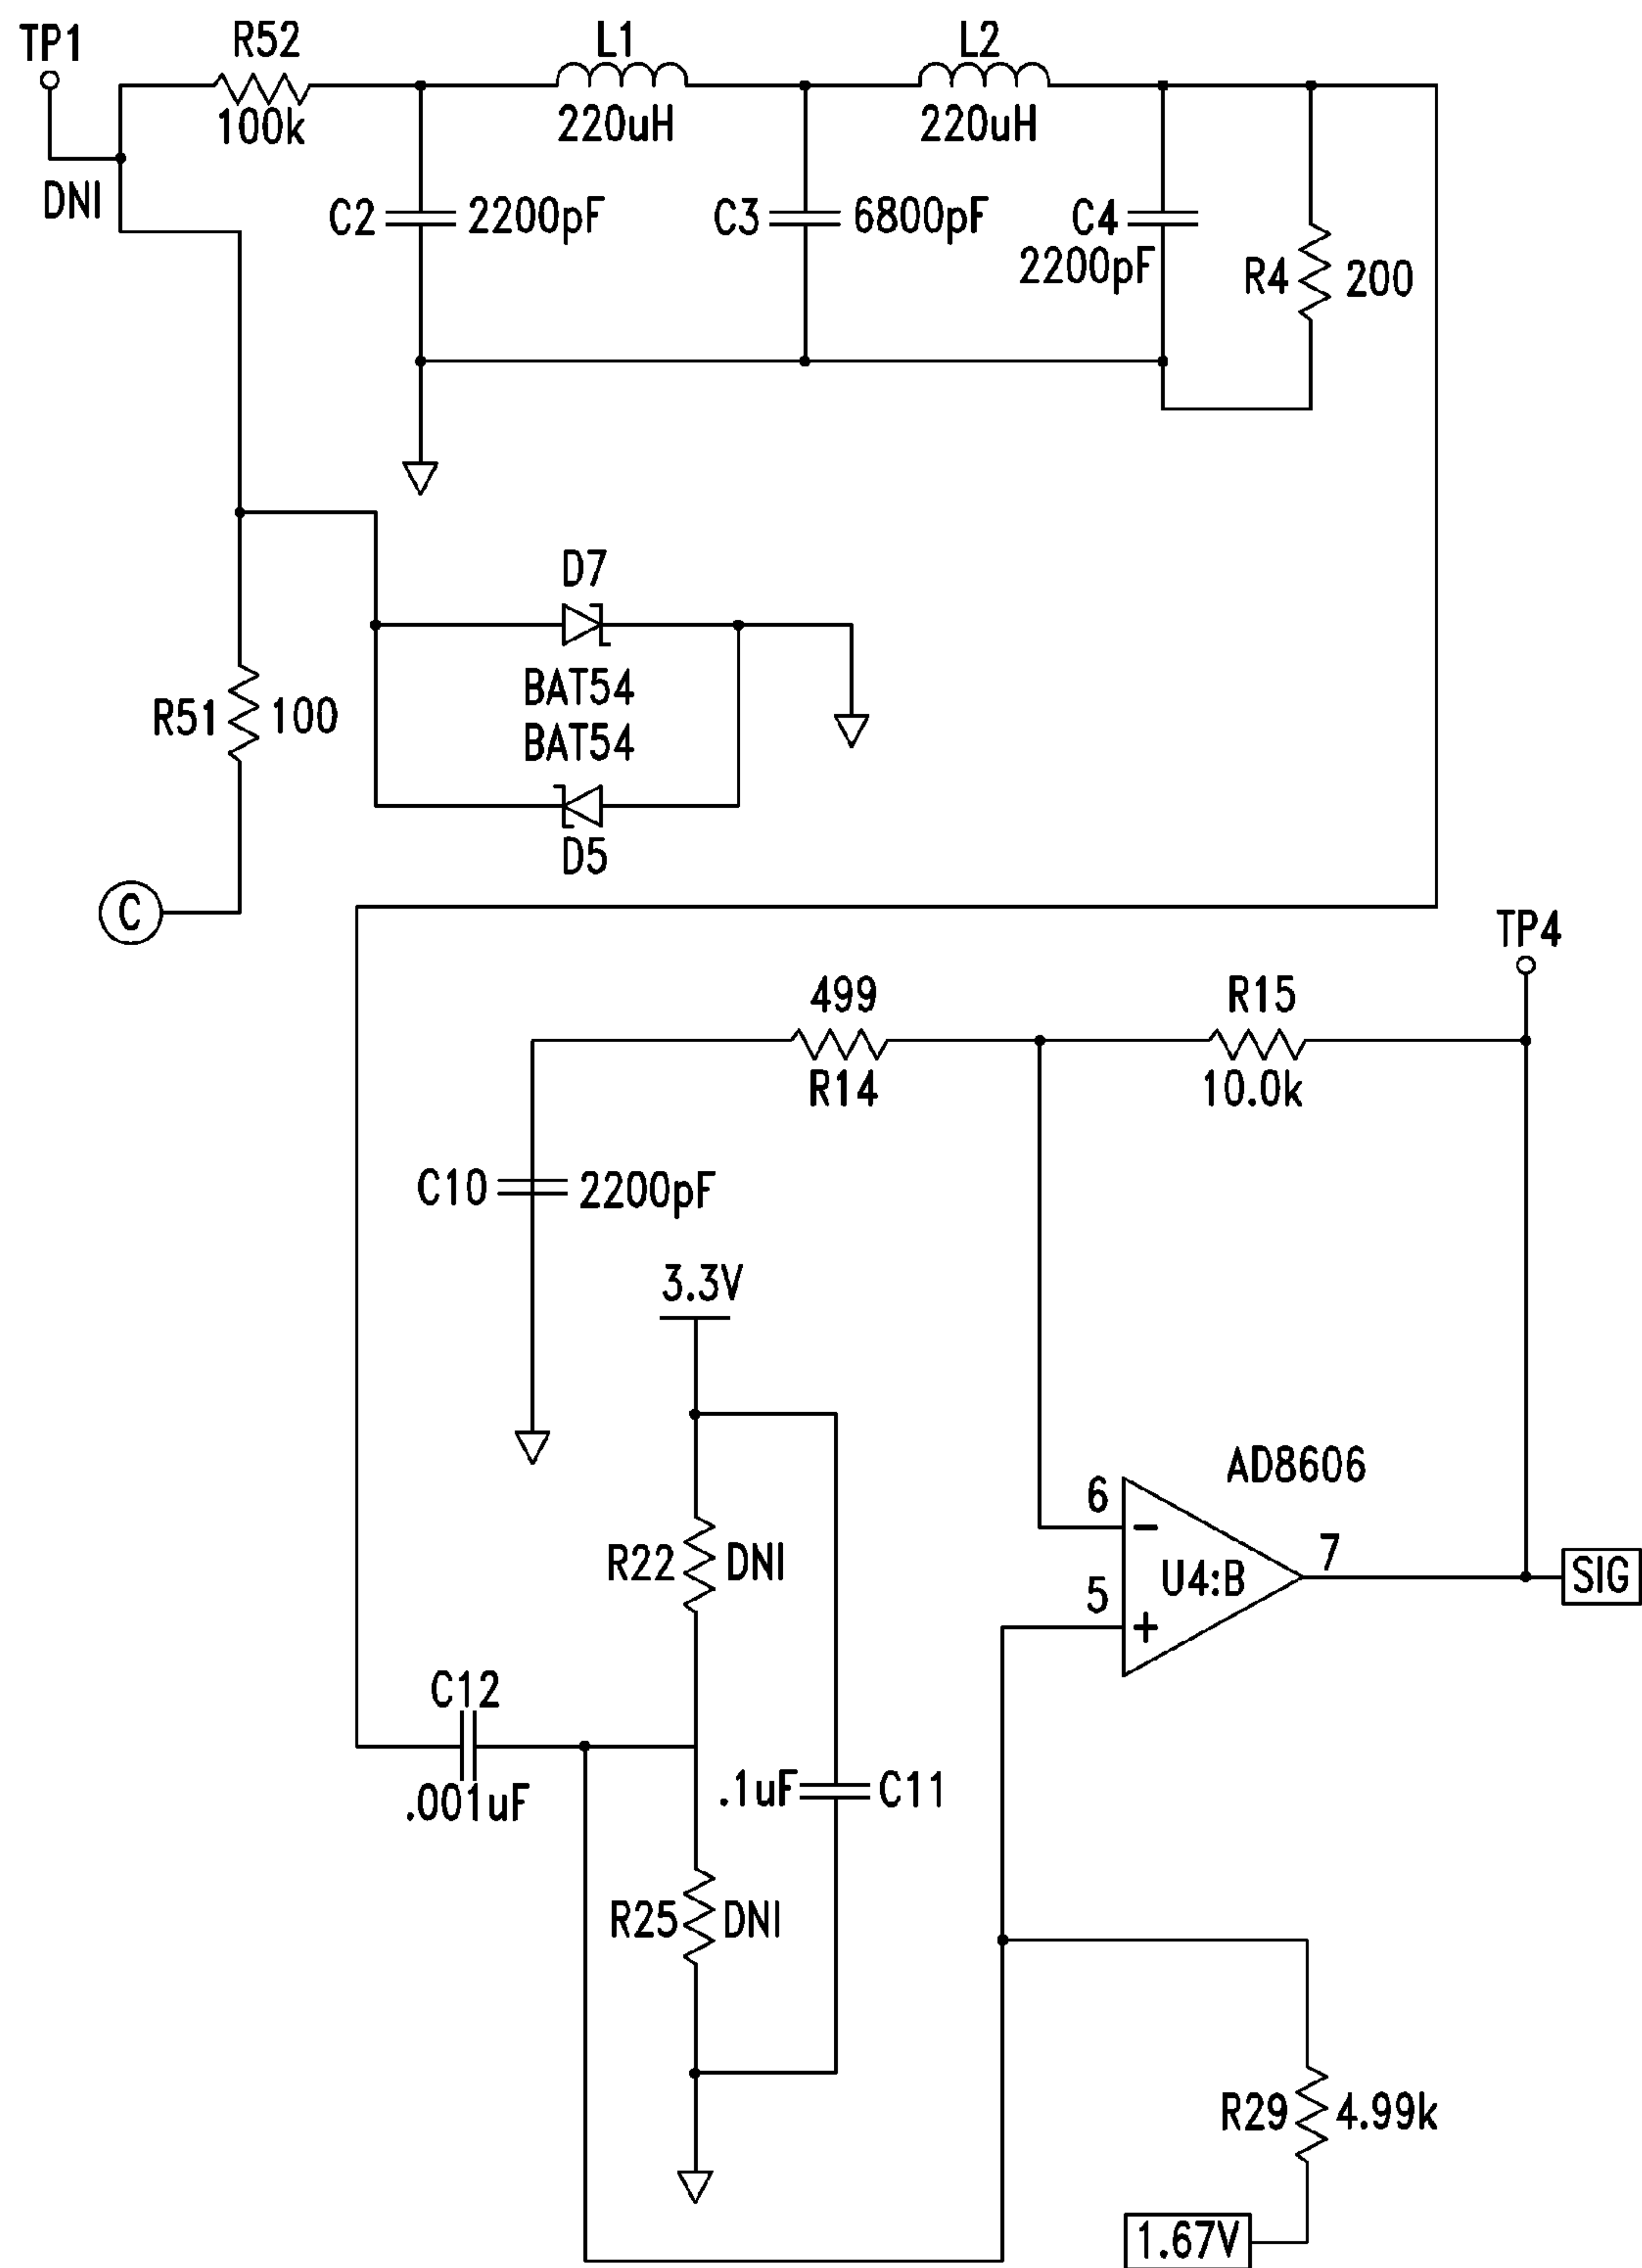 TP1
R52
100k
L1
220uH
L2
220uH
DNI
C2
2200pF
C3
6800pF
C4
2200pF
R4
200
D7
BAT54
BAT54
D5
R51
100
C
TP4
499
R14
R15
10.0k
C10
2200pF
3.3V
AD8606
6
-
5
+
U4:B
7
SIG
R22
DNI
C12
.001uF
.1uF
C11
R25
DNI
R29
4.99k
1.67V